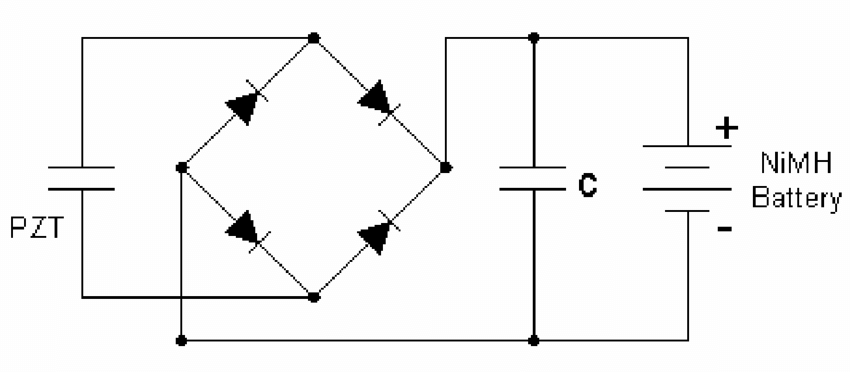 PZT
C
+
NiMH
Battery
-